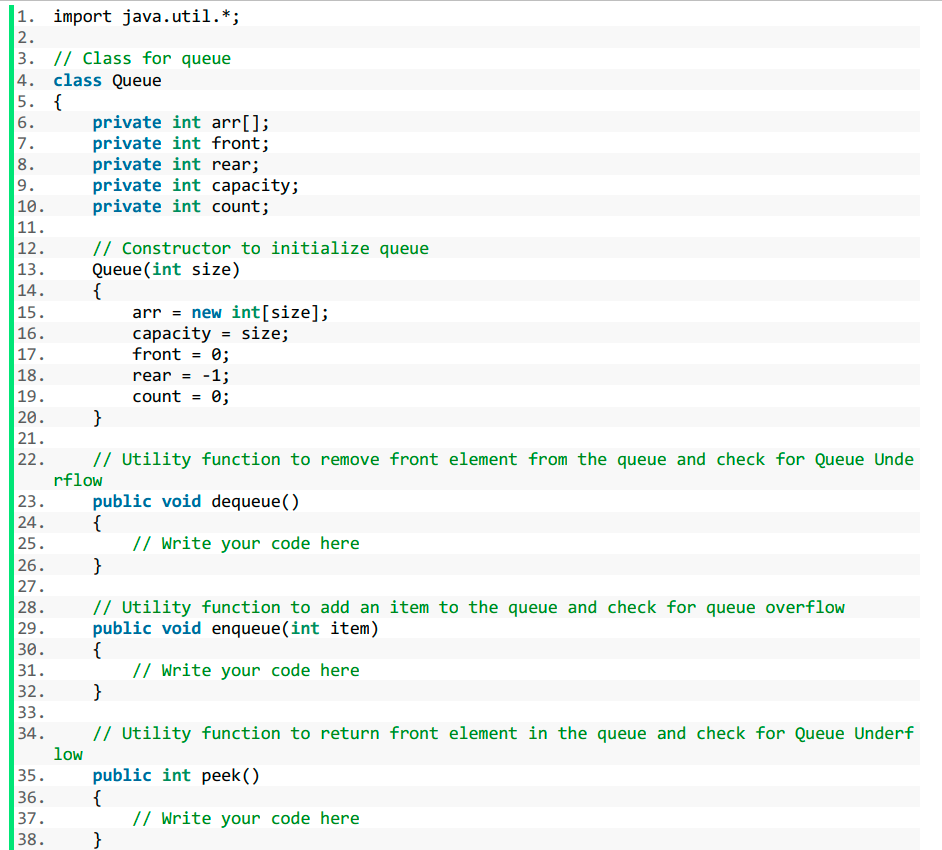 1. import java.util.*;
2.
3. // Class for queue
4. class Queue
5. {
6.     private int arr[];
7.     private int front;
8.     private int rear;
9.     private int capacity;
10.     private int count;
11.
12.     // Constructor to initialize queue
13.     Queue(int size)
14.     {
15.         arr = new int[size];
16.         capacity = size;
17.         front = 0;
18.         rear = -1;
19.         count = 0;
20.     }
21.
22.     // Utility function to remove front element from the queue and check for Queue Unde
rflow
23.     public void dequeue()
24.     {
25.         // Write your code here
26.     }
27.
28.     // Utility function to add an item to the queue and check for queue overflow
29.     public void enqueue(int item)
30.     {
31.         // Write your code here
32.     }
33.
34.     // Utility function to return front element in the queue and check for Queue Underf
low
35.     public int peek()
36.     {
37.         // Write your code here
38.     }